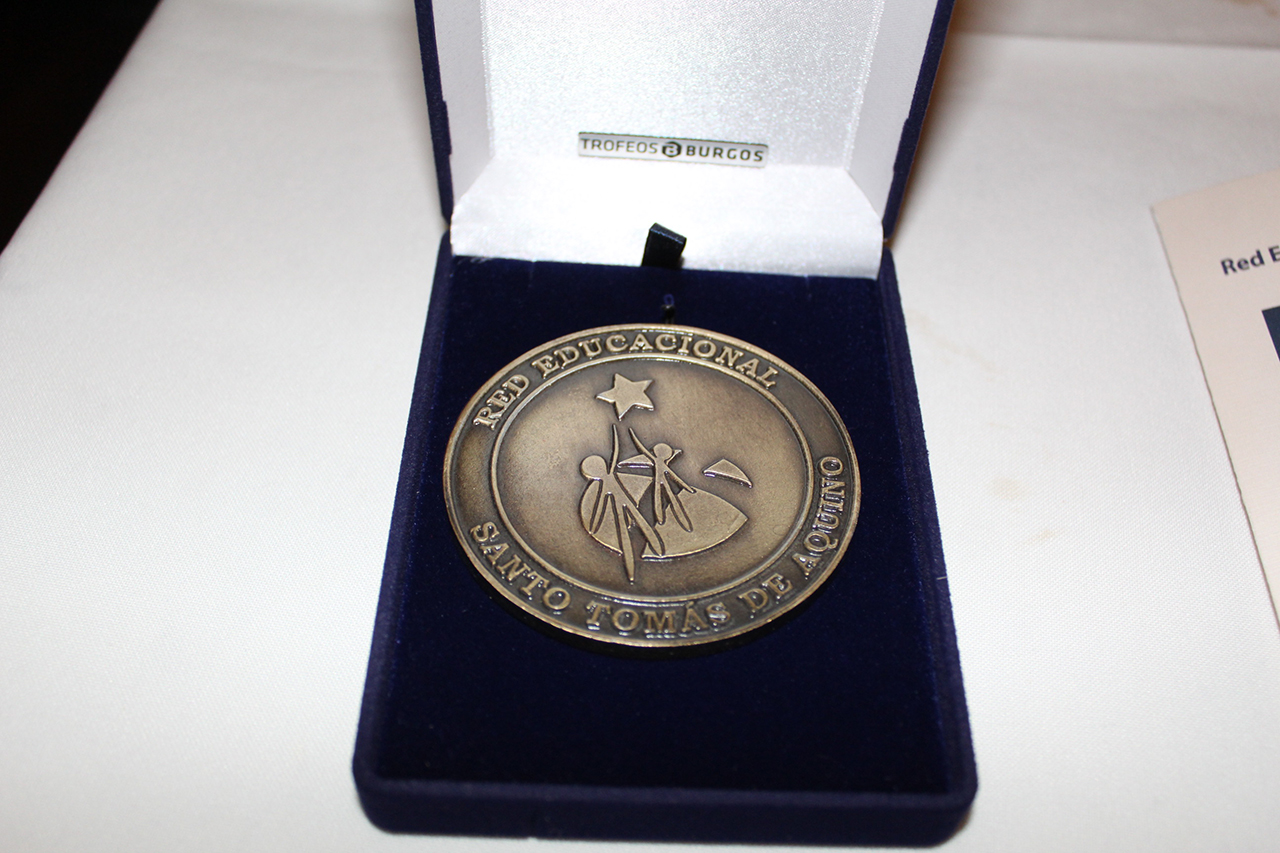 TROFEOS B BURGOS
RED EDUCACIONAL
SANTO TOMÁS DE AQUINO
Red E